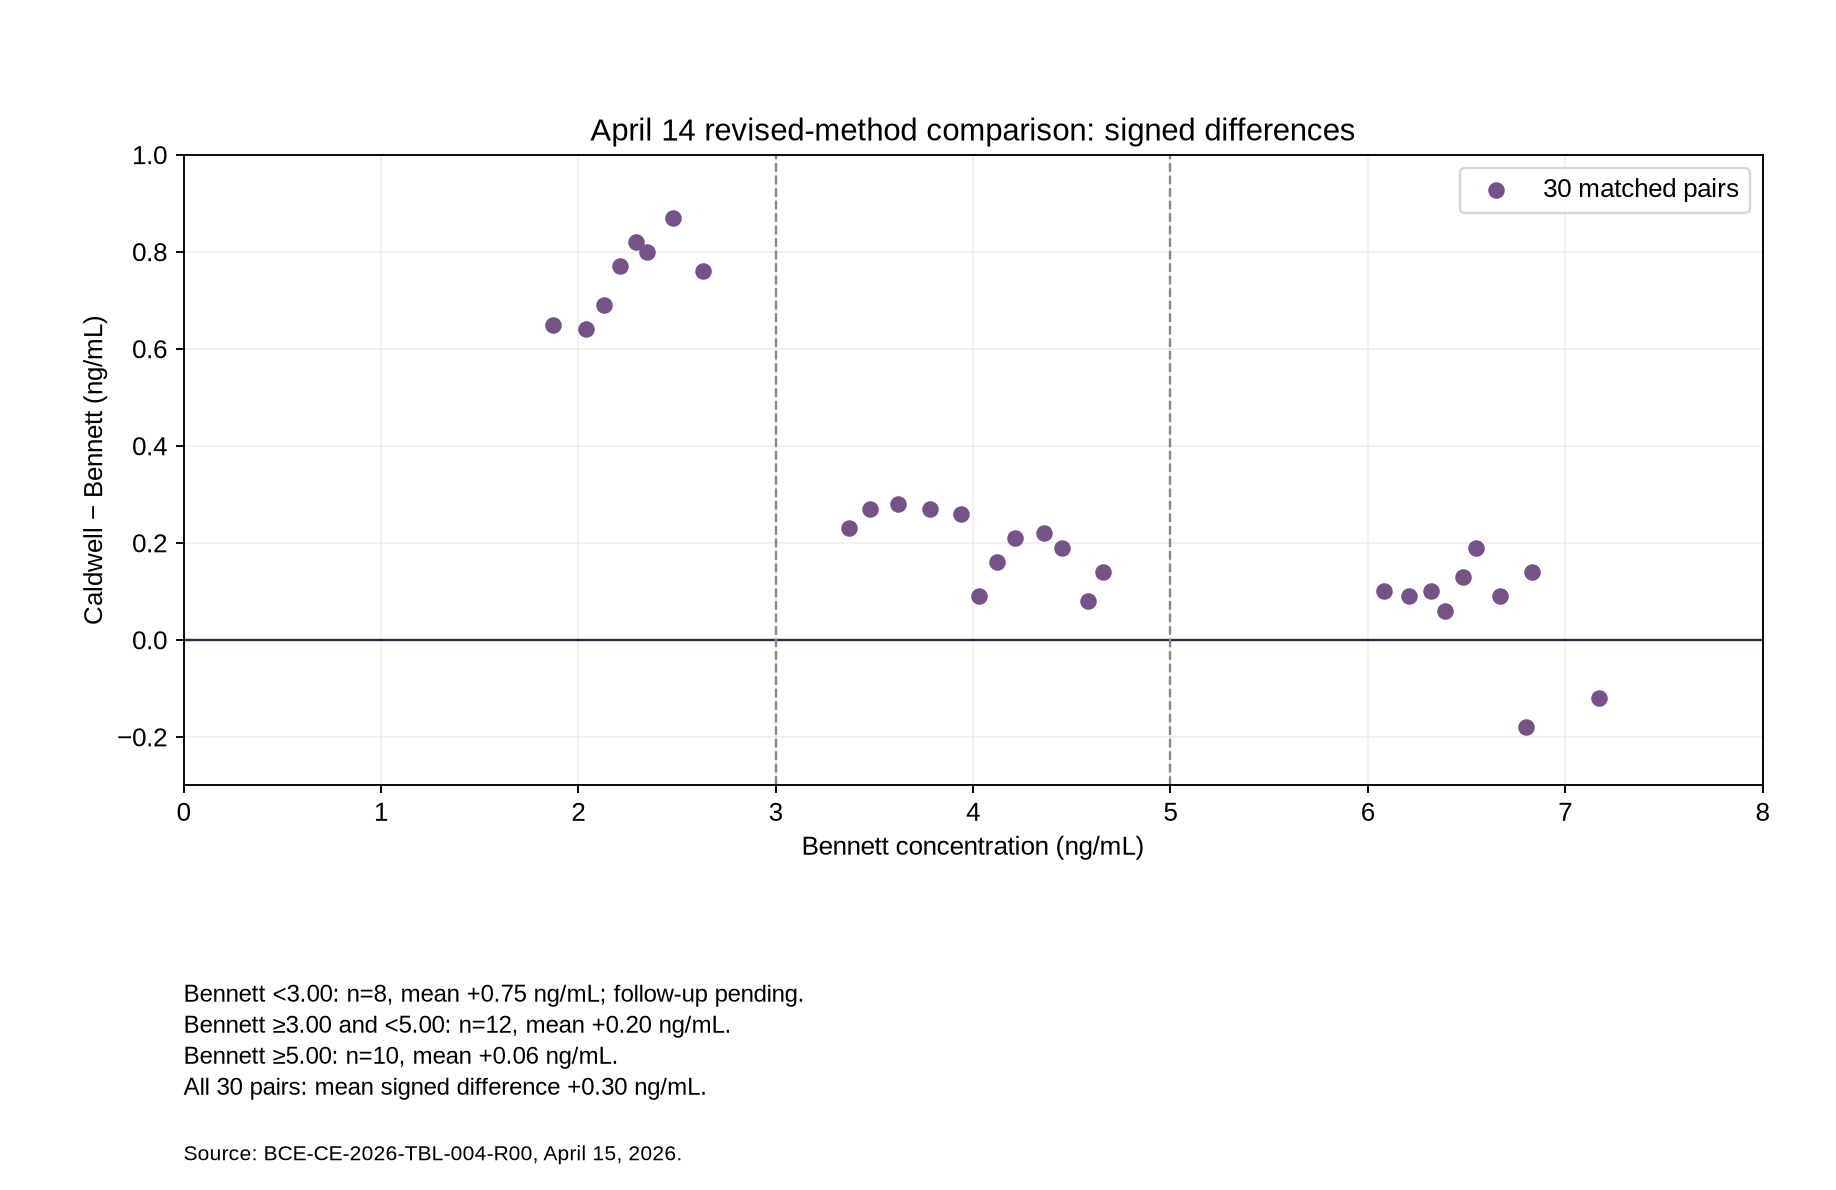 April 14 revised-method comparison: signed differences
1.0
0.8
0.6
0.4
0.2
0.0
−0.2
Caldwell − Bennett (ng/mL)
30 matched pairs
0 1 2 3 4 5 6 7 8
Bennett concentration (ng/mL)
Bennett <3.00: n=8, mean +0.75 ng/mL; follow-up pending.
Bennett ≥3.00 and <5.00: n=12, mean +0.20 ng/mL.
Bennett ≥5.00: n=10, mean +0.06 ng/mL.
All 30 pairs: mean signed difference +0.30 ng/mL.
Source: BCE-CE-2026-TBL-004-R00, April 15, 2026.